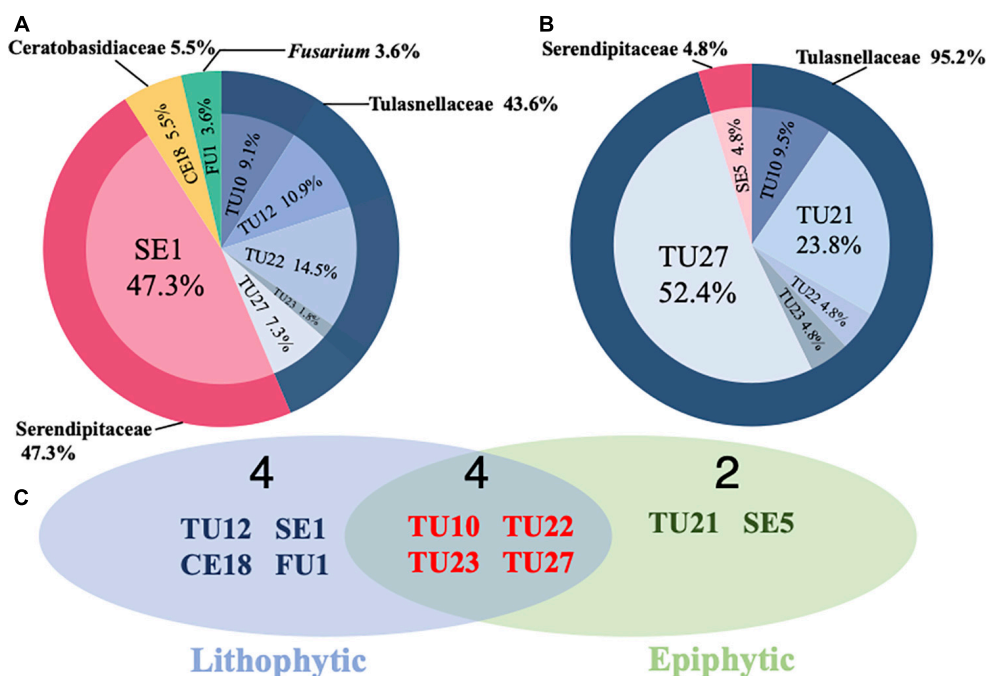 A
Ceratobasidiaceae 5.5%
Fusarium 3.6%
Tulasnellaceae 43.6%
CE18 5.5%
FU1 3.6%
TU10 9.1%
TU12 10.9%
TU22 14.5%
TU23 1.8%
TU27 7.3%
SE1
47.3%
Serendipitaceae
47.3%
B
Serendipitaceae 4.8%
Tulasnellaceae 95.2%
SE5 4.8%
TU10 9.5%
TU21
23.8%
TU22 4.8%
TU23 4.8%
TU27
52.4%
C
4
4
2
TU12 SE1
CE18 FU1
TU10 TU22
TU23 TU27
TU21 SE5
Lithophytic
Epiphytic